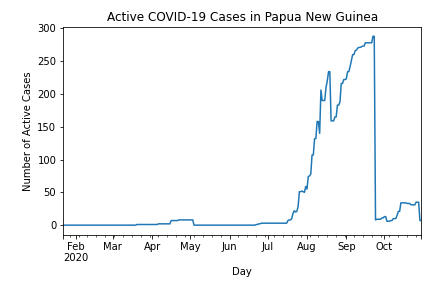 Active COVID-19 Cases in Papua New Guinea
300
250
200
150
100
50
0
Number of Active Cases
Feb Mar Apr May Jun Jul Aug Sep Oct
2020
Day